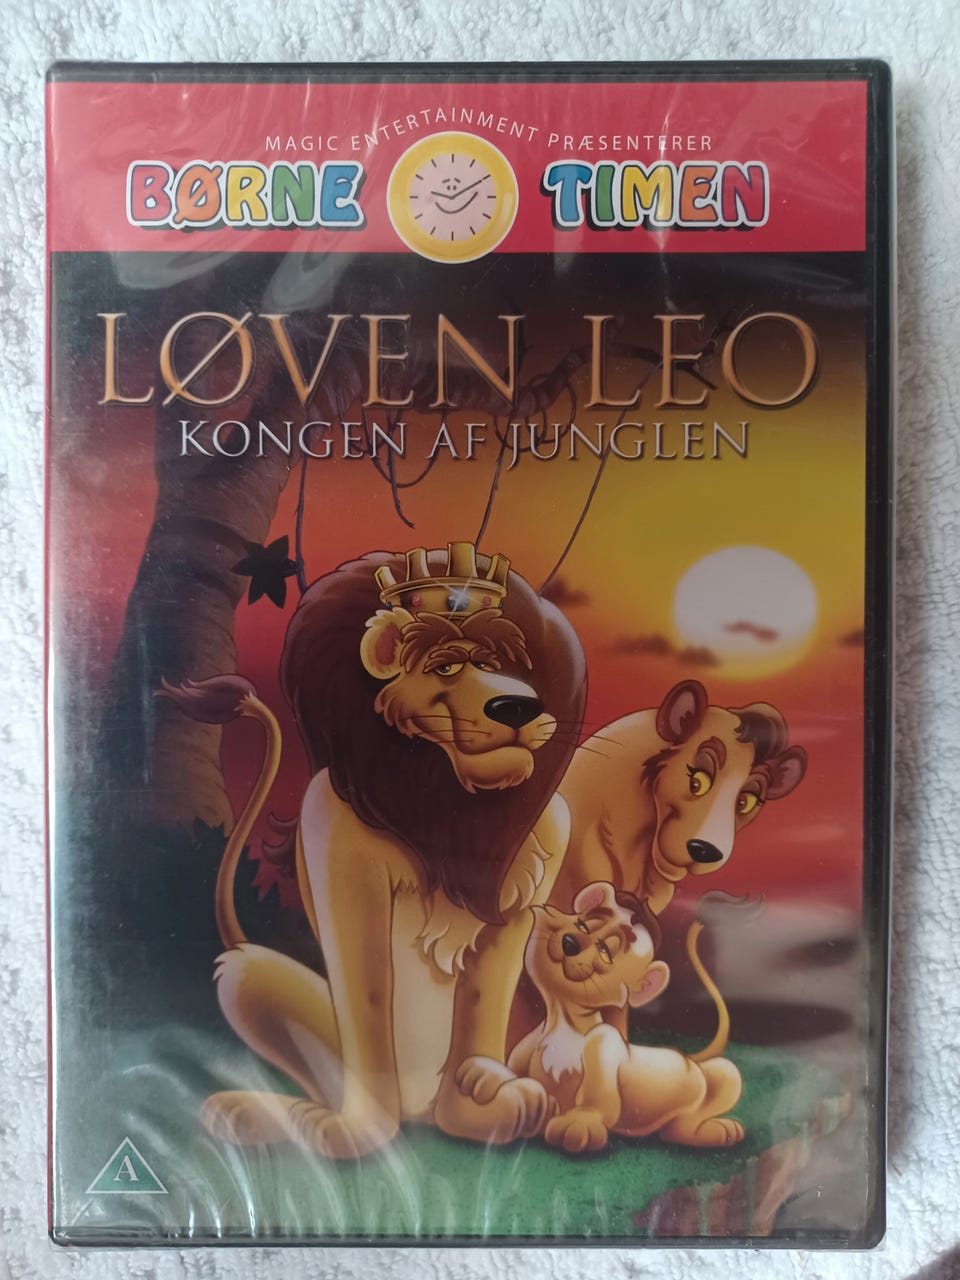 MAGIC ENTERTAINMENT PRÆSENTERER
BØRNE TIMEN
LØVEN LEO
KONGEN AF JUNGLEN
A